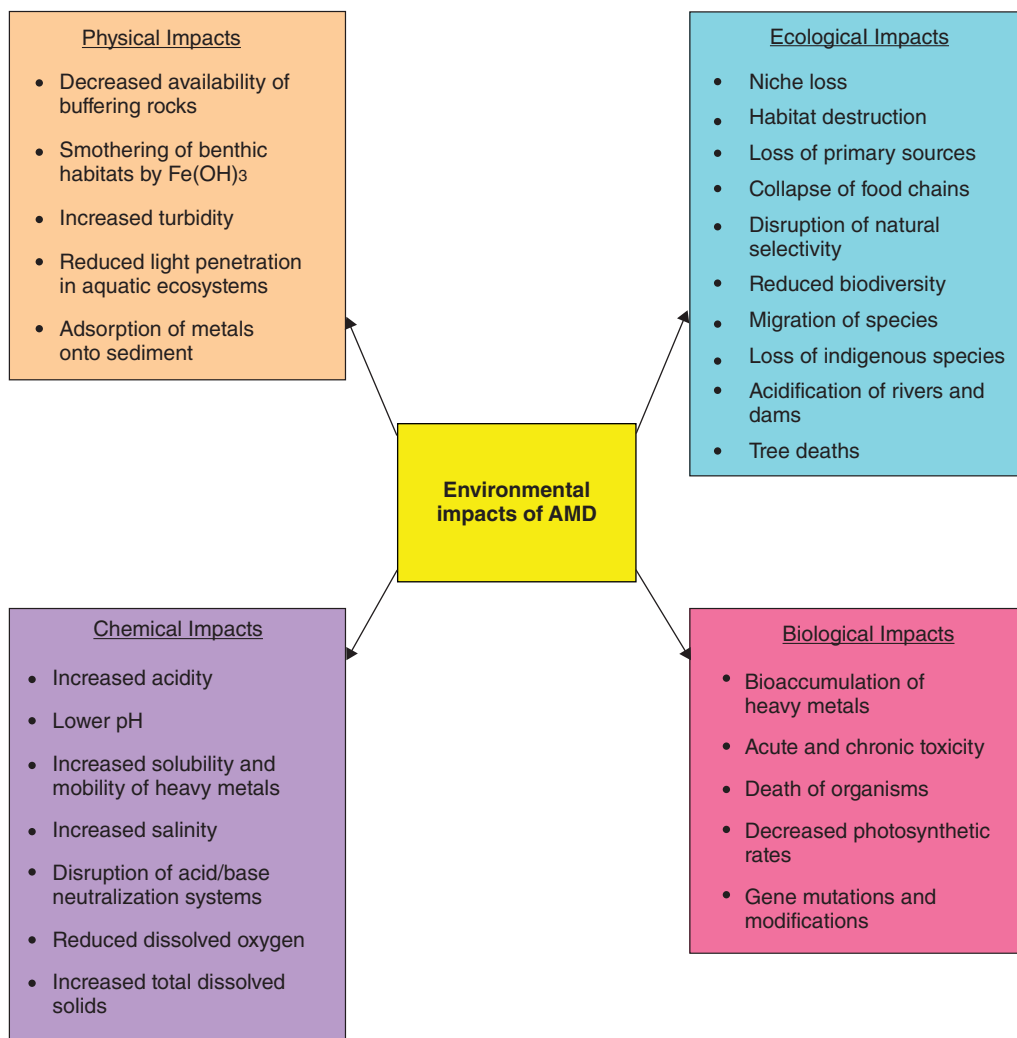 Physical Impacts
• Decreased availability of
buffering rocks
• Smothering of benthic
habitats by Fe(OH)3
• Increased turbidity
• Reduced light penetration
in aquatic ecosystems
• Adsorption of metals
onto sediment
Ecological Impacts
• Niche loss
• Habitat destruction
• Loss of primary sources
• Collapse of food chains
• Disruption of natural
selectivity
• Reduced biodiversity
• Migration of species
• Loss of indigenous species
• Acidification of rivers and
dams
• Tree deaths
Environmental
impacts of AMD
Chemical Impacts
• Increased acidity
• Lower pH
• Increased solubility and
mobility of heavy metals
• Increased salinity
• Disruption of acid/base
neutralization systems
• Reduced dissolved oxygen
• Increased total dissolved
solids
Biological Impacts
• Bioaccumulation of
heavy metals
• Acute and chronic toxicity
• Death of organisms
• Decreased photosynthetic
rates
• Gene mutations and
modifications